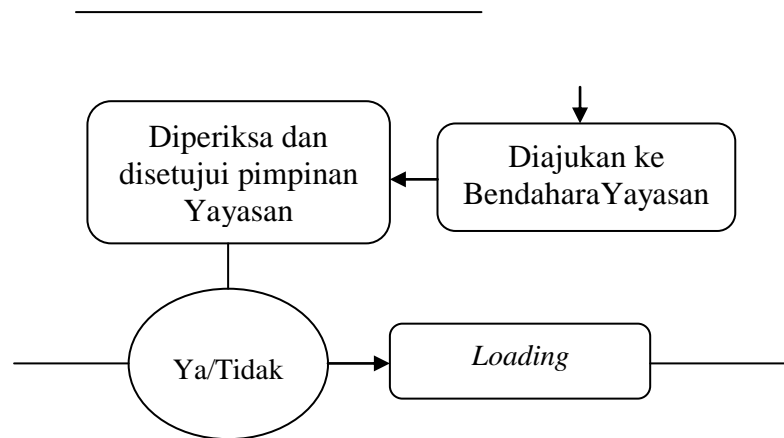 Diperiksa dan
disetujui pimpinan
Yayasan
Diajukan ke
BendaharaYayasan
Ya/Tidak
Loading